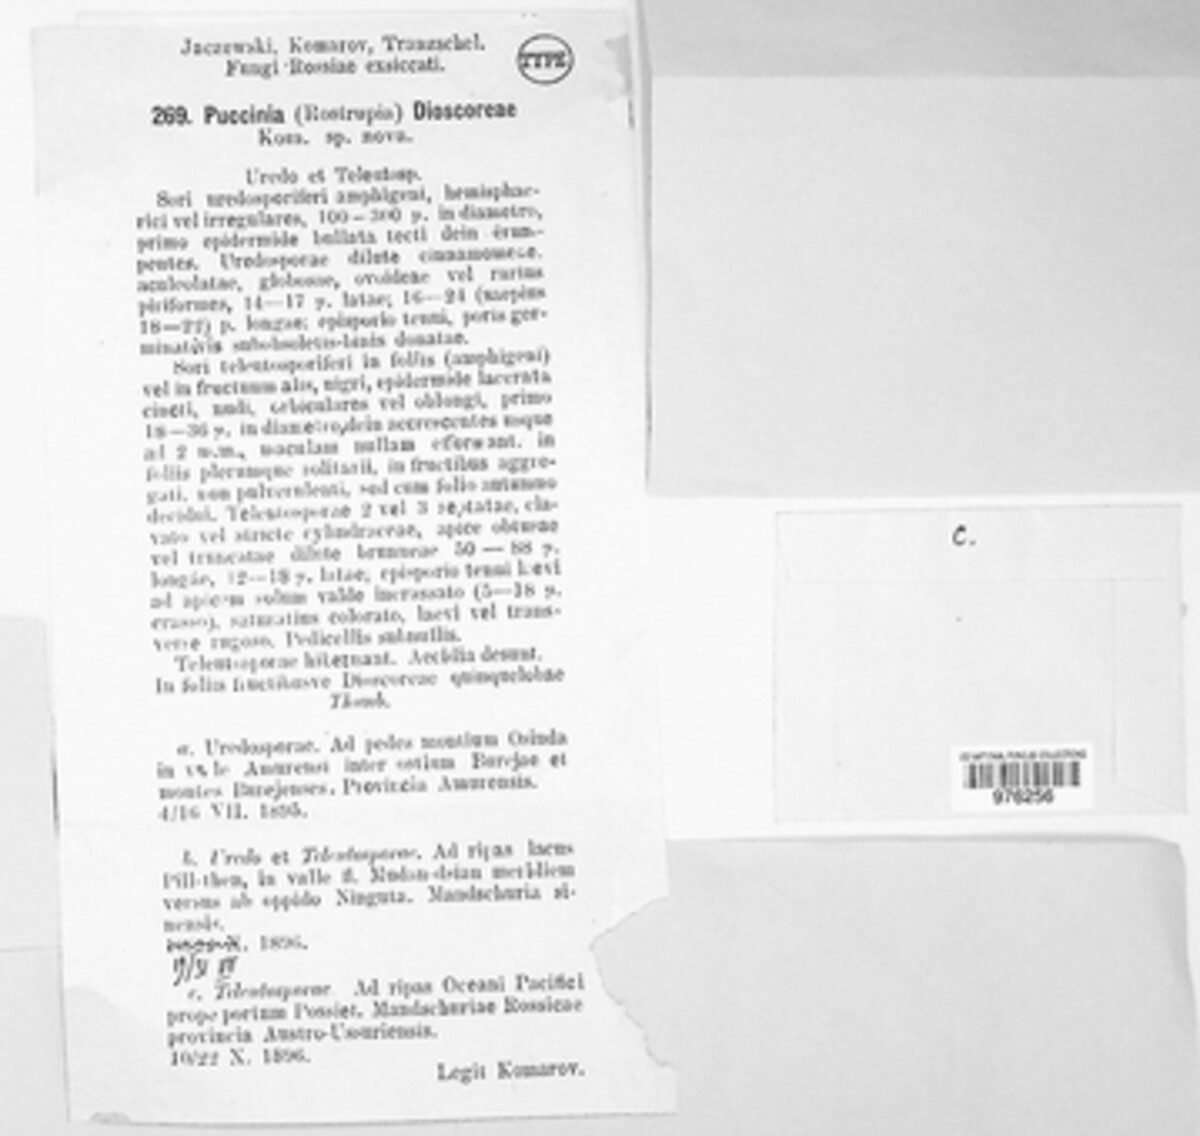 Jaczewski, Komarov, Tranzschel.
Fungi Rossiae exsiccati.
TYPE
269. Puccinia (Rostrupia) Dioscoreae
Kom. sp. nova.
Uredo et Teleutosp.
Sori uredosporiferi amphigeni, hemisphae-
rici vel irregulares, 100—300 μ. in diametro,
primo epidermide bullata tecti dein erum-
pentes. Uredosporae dilute cinnamomeae.
aculeolatae, globosae, ovoideae vel rarius
piriformes, 14—17 μ. latae; 16—24 (saepius
18—22) μ. longae; episporio tenui, poris ger-
minativis subobsoletis-binis donatae.
Sori teleutosporiferi in foliis (amphigeni)
vel in fructuum alis, nigri, epidermide lacerata
cincti, nudi, orbiculares vel oblongi, primo
18—36 μ. in diametro, dein accrescentes usque
ad 2 m.m., maculam nullam efformant. in
foliis plerumque solitarii, in fructibus aggre-
gati. non pulverulenti, sed cum folio autumno
decidui. Teleutosporae 2 vel 3 septatae, cla-
vato vel stricte cylindraceae, apice obtusae
vel truncatae dilute brunneae 50 — 88 μ.
longae, 12—18 μ. latae, episporio tenui laevi
ad apicem solum valde incrassato (5—18 μ.
crasso), saturatius colorato, laevi vel trans-
verse rugoso. Pedicellis subnullis.
Teleutosporae hibernant. Aecidia desunt.
In foliis fructibusve Dioscoreae quinquelobae
Thunb.
a. Uredosporae. Ad pedes montium Osinda
in valle Amurensi inter ostium Burejae et
montes Burejenses. Provincia Amurensis.
4/16 VII. 1895.
b. Uredo et Teleutosporae. Ad ripas lacus
Pill-then, in valle fl. Mudan-dsian meridiem
versus ab oppido Ninguta. Mandschuria si-
nensis.
1896.
c. Teleutosporae. Ad ripas Oceani Pacifici
prope portum Possiet. Mandschuriae Rossicae
provincia Austro-Ussuriensis.
10/22 X. 1896.
Legit Komarov.
C.
US NATIONAL FUNGUS COLLECTIONS
976256